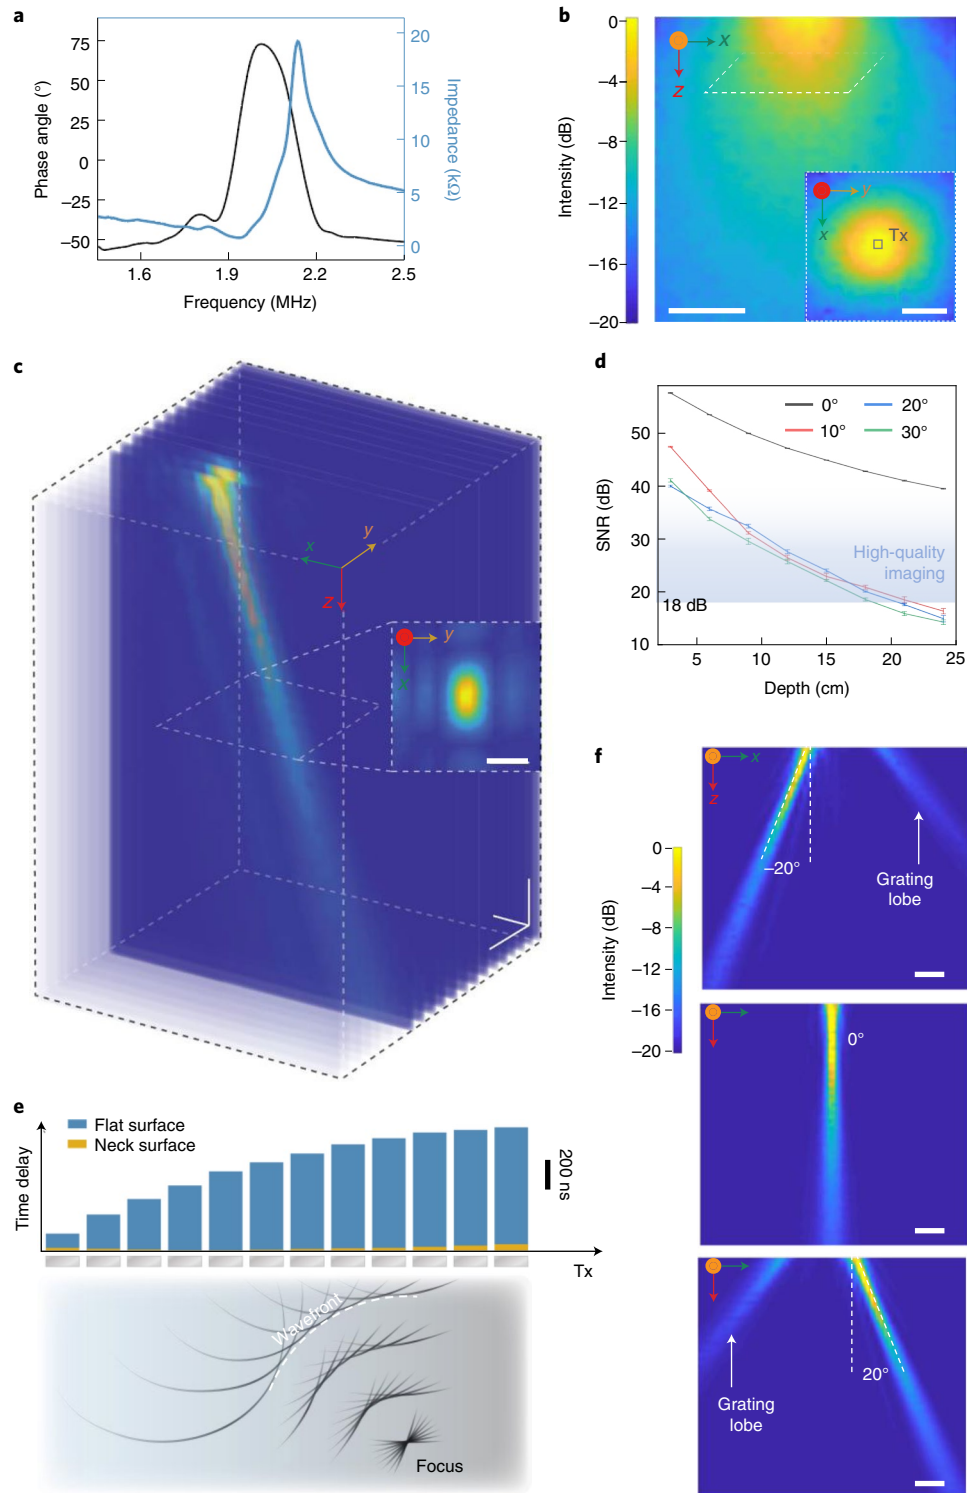 a
75
50
25
0
−25
−50
Phase angle (°)
20
15
10
5
0
Impedance (kΩ)
1.6
1.9
2.2
2.5
Frequency (MHz)
b
0
−4
−8
−12
−16
−20
Intensity (dB)
x
z
y
x
Tx
c
x
y
z
y
x
d
0°
20°
10°
30°
50
40
30
20
10
SNR (dB)
High-quality
imaging
18 dB
5
10
15
20
25
Depth (cm)
e
Flat surface
Neck surface
Time delay
200 ns
Tx
Wavefront
Focus
f
x
z
−20°
Grating
lobe
0
−4
−8
−12
−16
−20
Intensity (dB)
0°
20°
Grating
lobe